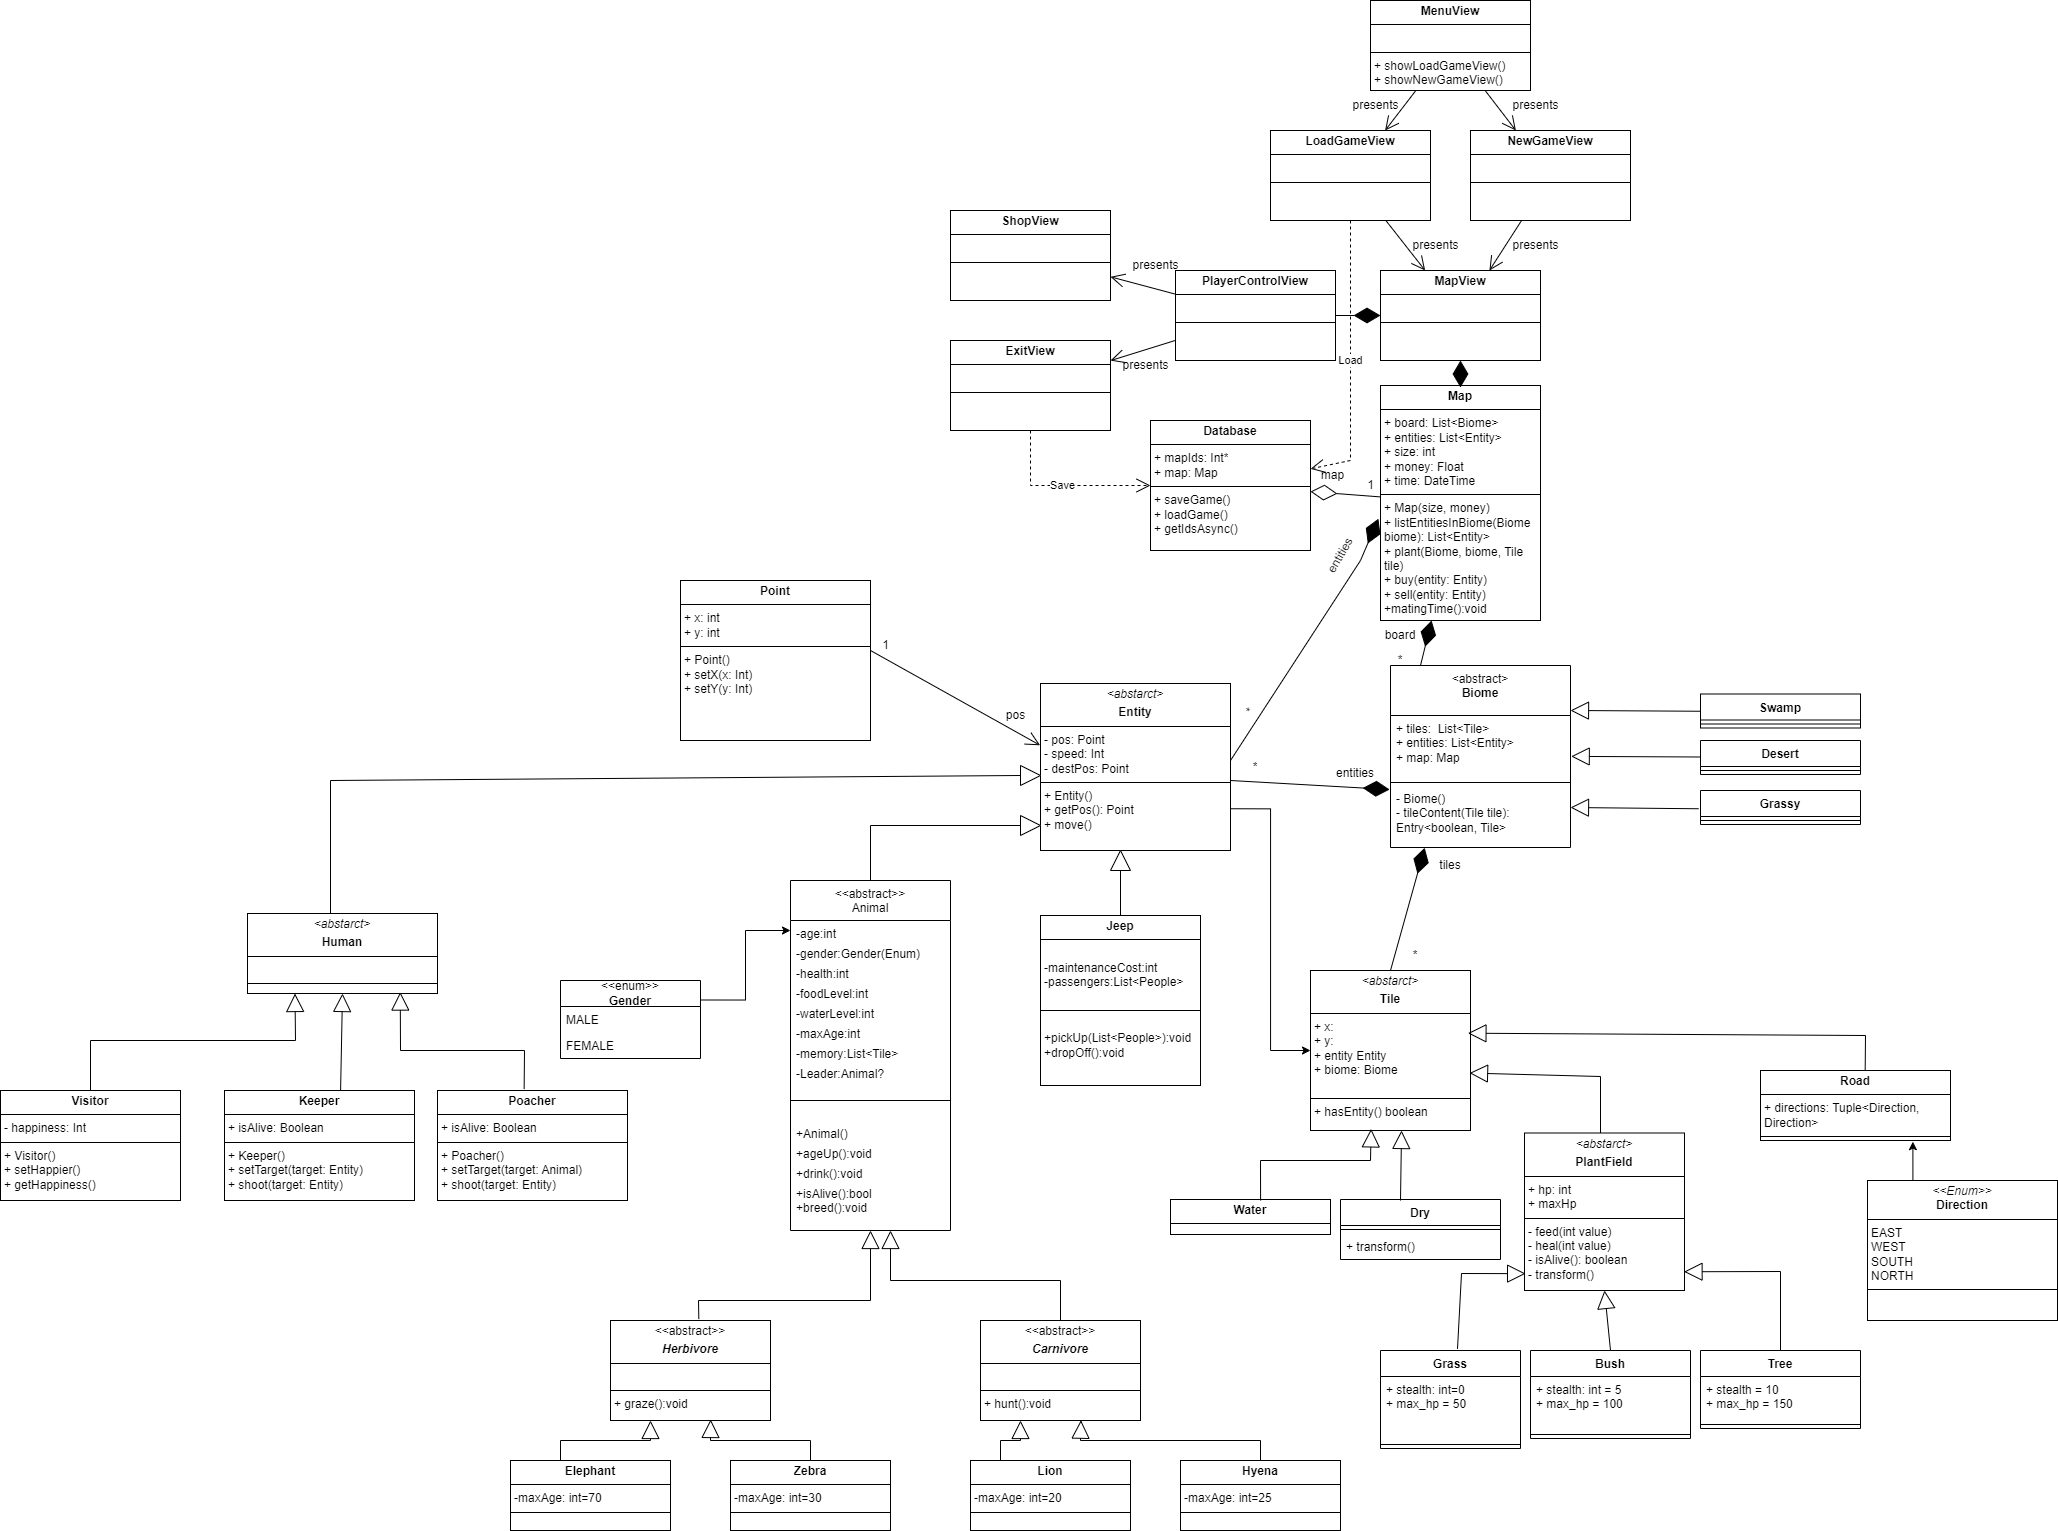 MenuView
+ showLoadGameView()
+ showNewGameView()
presents
presents
LoadGameView
NewGameView
presents
presents
ShopView
presents
PlayerControlView
MapView
ExitView
presents
Load
Map
+ board: List<Biome>
+ entities: List<Entity>
+ size: int
+ money: Float
+ time: DateTime
+ Map(size, money)
+ listEntitiesInBiome(Biome
biome): List<Entity>
+ plant(Biome, biome, Tile
tile)
+ buy(entity: Entity)
+ sell(entity: Entity)
+matingTime():void
Database
+ mapIds: Int*
+ map: Map
+ saveGame()
+ loadGame()
+ getIdsAsync()
Save
map
1
entities
Point
+ x: int
+ y: int
+ Point()
+ setX(x: Int)
+ setY(y: Int)
1
pos
board
*
<abstarct>
Entity
- pos: Point
- speed: Int
- destPos: Point
+ Entity()
+ getPos(): Point
+ move()
*
*
entities
<abstract>
Biome
+ tiles:  List<Tile>
+ entities: List<Entity>
+ map: Map
- Biome()
- tileContent(Tile tile):
Entry<boolean, Tile>
Swamp
Desert
Grassy
tiles
*
<abstarct>
Human
<<abstract>>
Animal
-age:int
-gender:Gender(Enum)
-health:int
-foodLevel:int
-waterLevel:int
-maxAge:int
-memory:List<Tile>
-Leader:Animal?
+Animal()
+ageUp():void
+drink():void
+isAlive():bool
+breed():void
Jeep
-maintenanceCost:int
-passengers:List<People>
+pickUp(List<People>):void
+dropOff():void
<<enum>>
Gender
MALE
FEMALE
<abstarct>
Tile
+ x:
+ y:
+ entity Entity
+ biome: Biome
+ hasEntity() boolean
Visitor
- happiness: Int
+ Visitor()
+ setHappier()
+ getHappiness()
Keeper
+ isAlive: Boolean
+ Keeper()
+ setTarget(target: Entity)
+ shoot(target: Entity)
Poacher
+ isAlive: Boolean
+ Poacher()
+ setTarget(target: Animal)
+ shoot(target: Entity)
Road
+ directions: Tuple<Direction,
Direction>
Water
Dry
+ transform()
<abstarct>
PlantField
+ hp: int
+ maxHp
- feed(int value)
- heal(int value)
- isAlive(): boolean
- transform()
<<Enum>>
Direction
EAST
WEST
SOUTH
NORTH
<<abstract>>
Herbivore
+ graze():void
<<abstract>>
Carnivore
+ hunt():void
Grass
+ stealth: int=0
+ max_hp = 50
Bush
+ stealth: int = 5
+ max_hp = 100
Tree
+ stealth = 10
+ max_hp = 150
Elephant
-maxAge: int=70
Zebra
-maxAge: int=30
Lion
-maxAge: int=20
Hyena
-maxAge: int=25